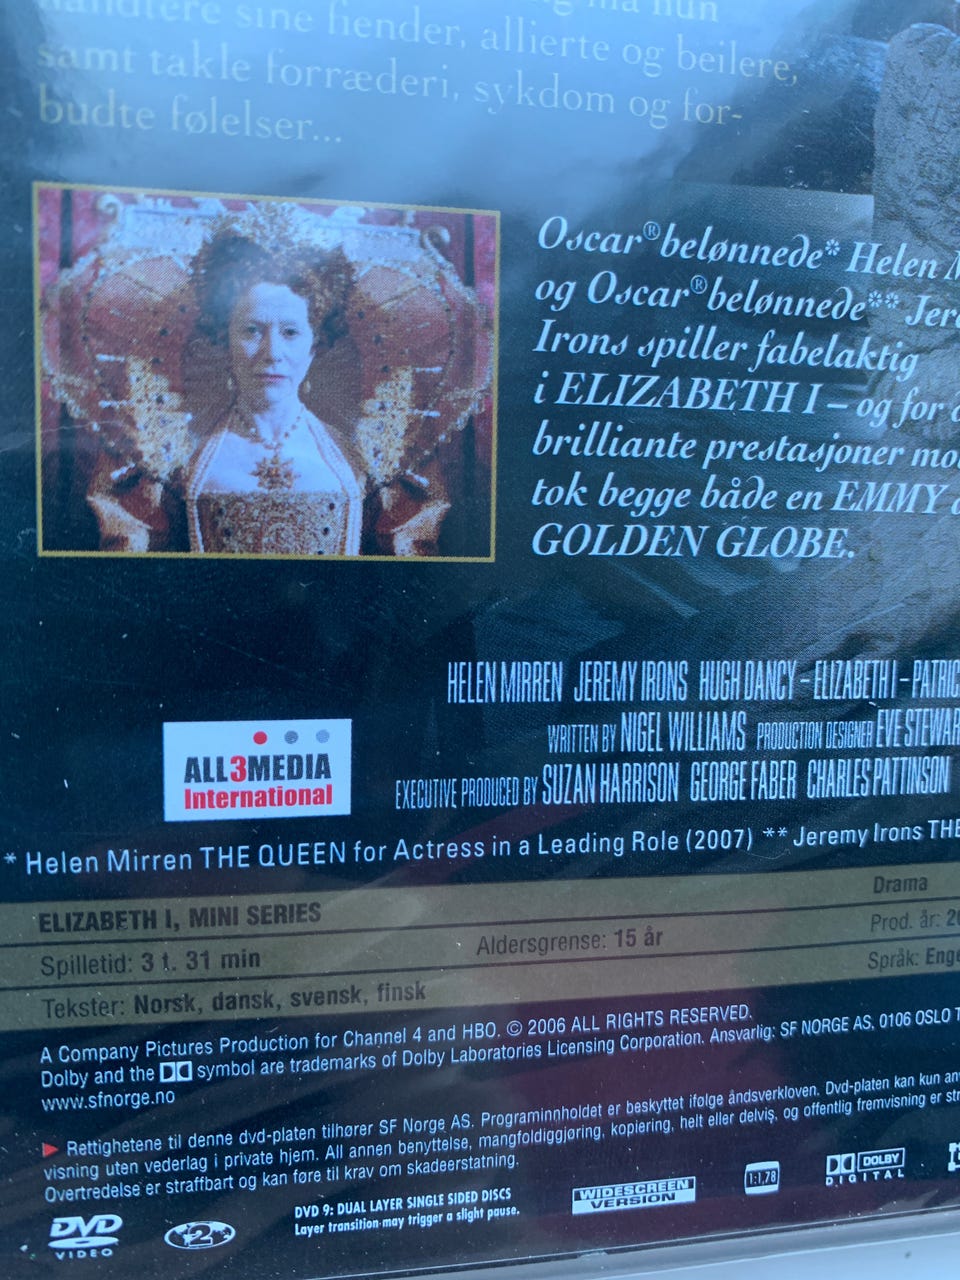 håndtere sine fiender, allierte og beilere,
samt takle forræderi, sykdom og for-
budte følelser...
Oscar®belønnede* Helen
og Oscar®belønnede**
Irons spiller fabelaktig
i ELIZABETH I – og for
brilliante prestasjoner
tok begge både en EMMY
GOLDEN GLOBE.
HELEN MIRREN JEREMY IRONS HUGH DANCY – ELIZABETH I –
WRITTEN BY NIGEL WILLIAMS PRODUCTION DESIGNER EVE
EXECUTIVE PRODUCED BY SUZAN HARRISON GEORGE FABER CHARLES PATTINSON
ALL3MEDIA
International
* Helen Mirren THE QUEEN for Actress in a Leading Role (2007) ** Jeremy Irons THE
Drama
ELIZABETH I, MINI SERIES
Prod. år:
Spilletid: 3 t. 31 min
Aldersgrense: 15 år
Språk:
Tekster: Norsk, dansk, svensk, finsk
A Company Pictures Production for Channel 4 and HBO. © 2006 ALL RIGHTS RESERVED.
Dolby and the DD symbol are trademarks of Dolby Laboratories Licensing Corporation. Ansvarlig: SF NORGE AS, 0106 OSLO
www.sfnorge.no
Rettighetene til denne dvd-platen tilhører SF Norge AS. Programinnholdet er beskyttet ifølge åndsverkloven. Dvd-platen kan kun
visning uten vederlag i private hjem. All annen benyttelse, mangfoldiggjøring, kopiering, helt eller delvis, og offentlig fremvisning er
Overtredelse er straffbart og kan føre til krav om skadeerstatning.
DVD
VIDEO
2
DVD 9: DUAL LAYER SINGLE SIDED DISCS
Layer transition may trigger a slight pause.
WIDESCREEN
VERSION
1:1,78
DOLBY
DIGITAL